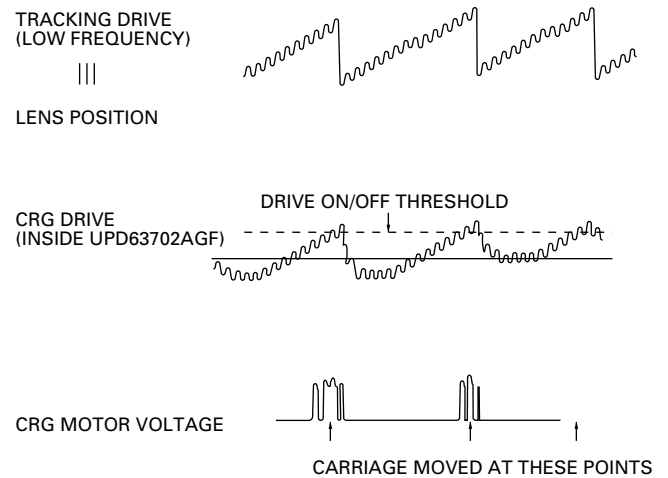 TRACKING DRIVE
(LOW FREQUENCY)
LENS POSITION
DRIVE ON/OFF THRESHOLD
CRG DRIVE
(INSIDE UPD63702AGF)
CRG MOTOR VOLTAGE
CARRIAGE MOVED AT THESE POINTS